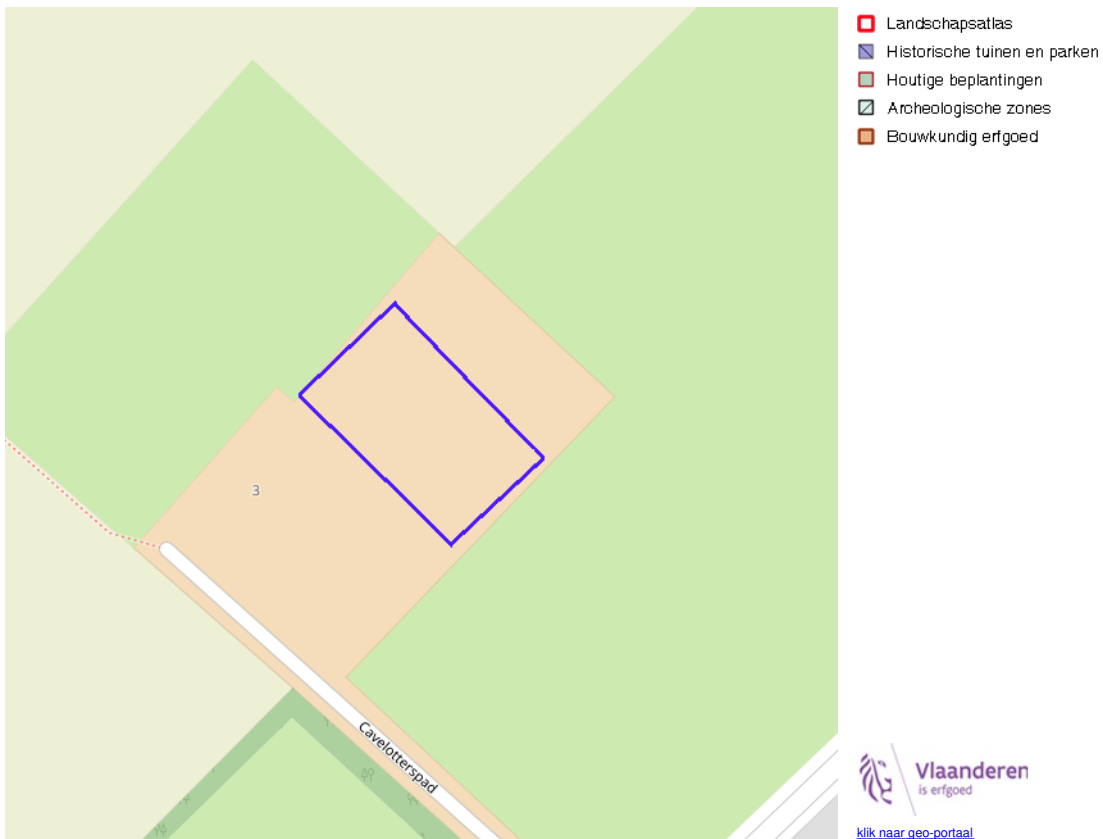 Landschapsatlas
Historische tuinen en parken
Houtige beplantingen
Archeologische zones
Bouwkundig erfgoed
3
Cavelotterspad
Vlaanderen
is erfgoed
klik naar geo-portaal